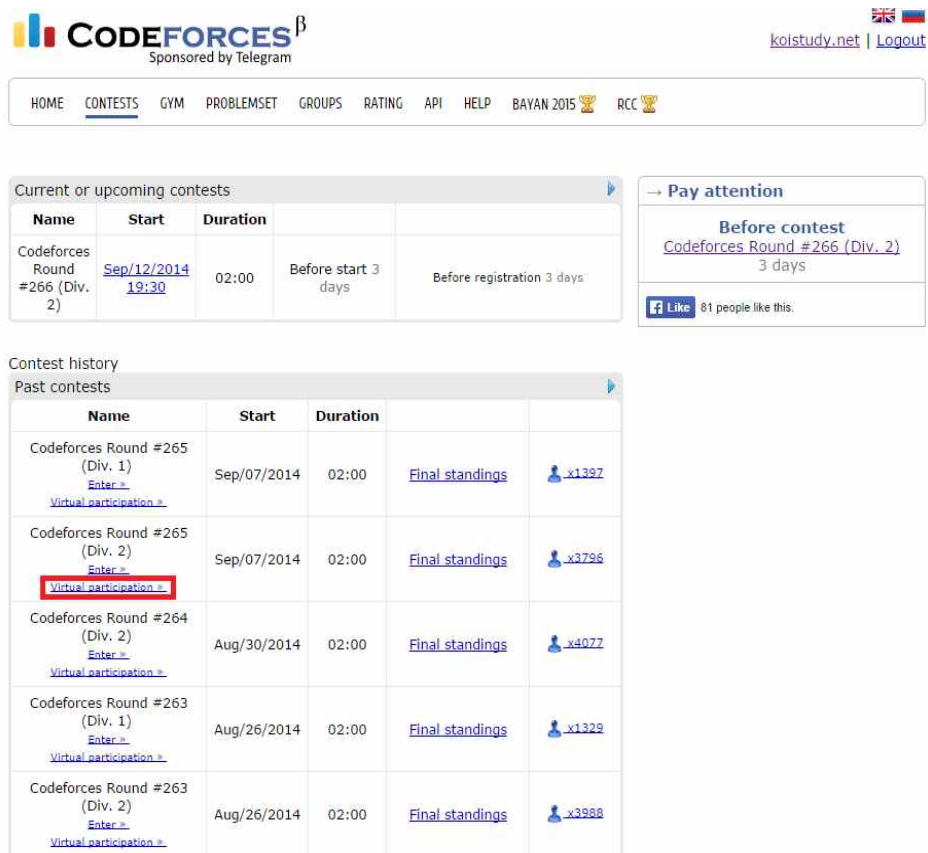 CODEFORCES β
Sponsored by Telegram
koistudy.net | Logout
HOME CONTESTS GYM PROBLEMSET GROUPS RATING API HELP BAYAN 2015 RCC
Current or upcoming contests
Name Start Duration
Codeforces
Round
#266 (Div.
2)
Sep/12/2014
19:30
02:00
Before start 3
days
Before registration 3 days
→ Pay attention
Before contest
Codeforces Round #266 (Div. 2)
3 days
f Like 81 people like this.
Contest history
Past contests
Name Start Duration
Codeforces Round #265
(Div. 1)
Enter »
Virtual participation »
Sep/07/2014 02:00 Final standings x1397
Codeforces Round #265
(Div. 2)
Enter »
Virtual participation »
Sep/07/2014 02:00 Final standings x3796
Codeforces Round #264
(Div. 2)
Enter »
Virtual participation »
Aug/30/2014 02:00 Final standings x4077
Codeforces Round #263
(Div. 1)
Enter »
Virtual participation »
Aug/26/2014 02:00 Final standings x1329
Codeforces Round #263
(Div. 2)
Enter »
Virtual participation »
Aug/26/2014 02:00 Final standings x3988